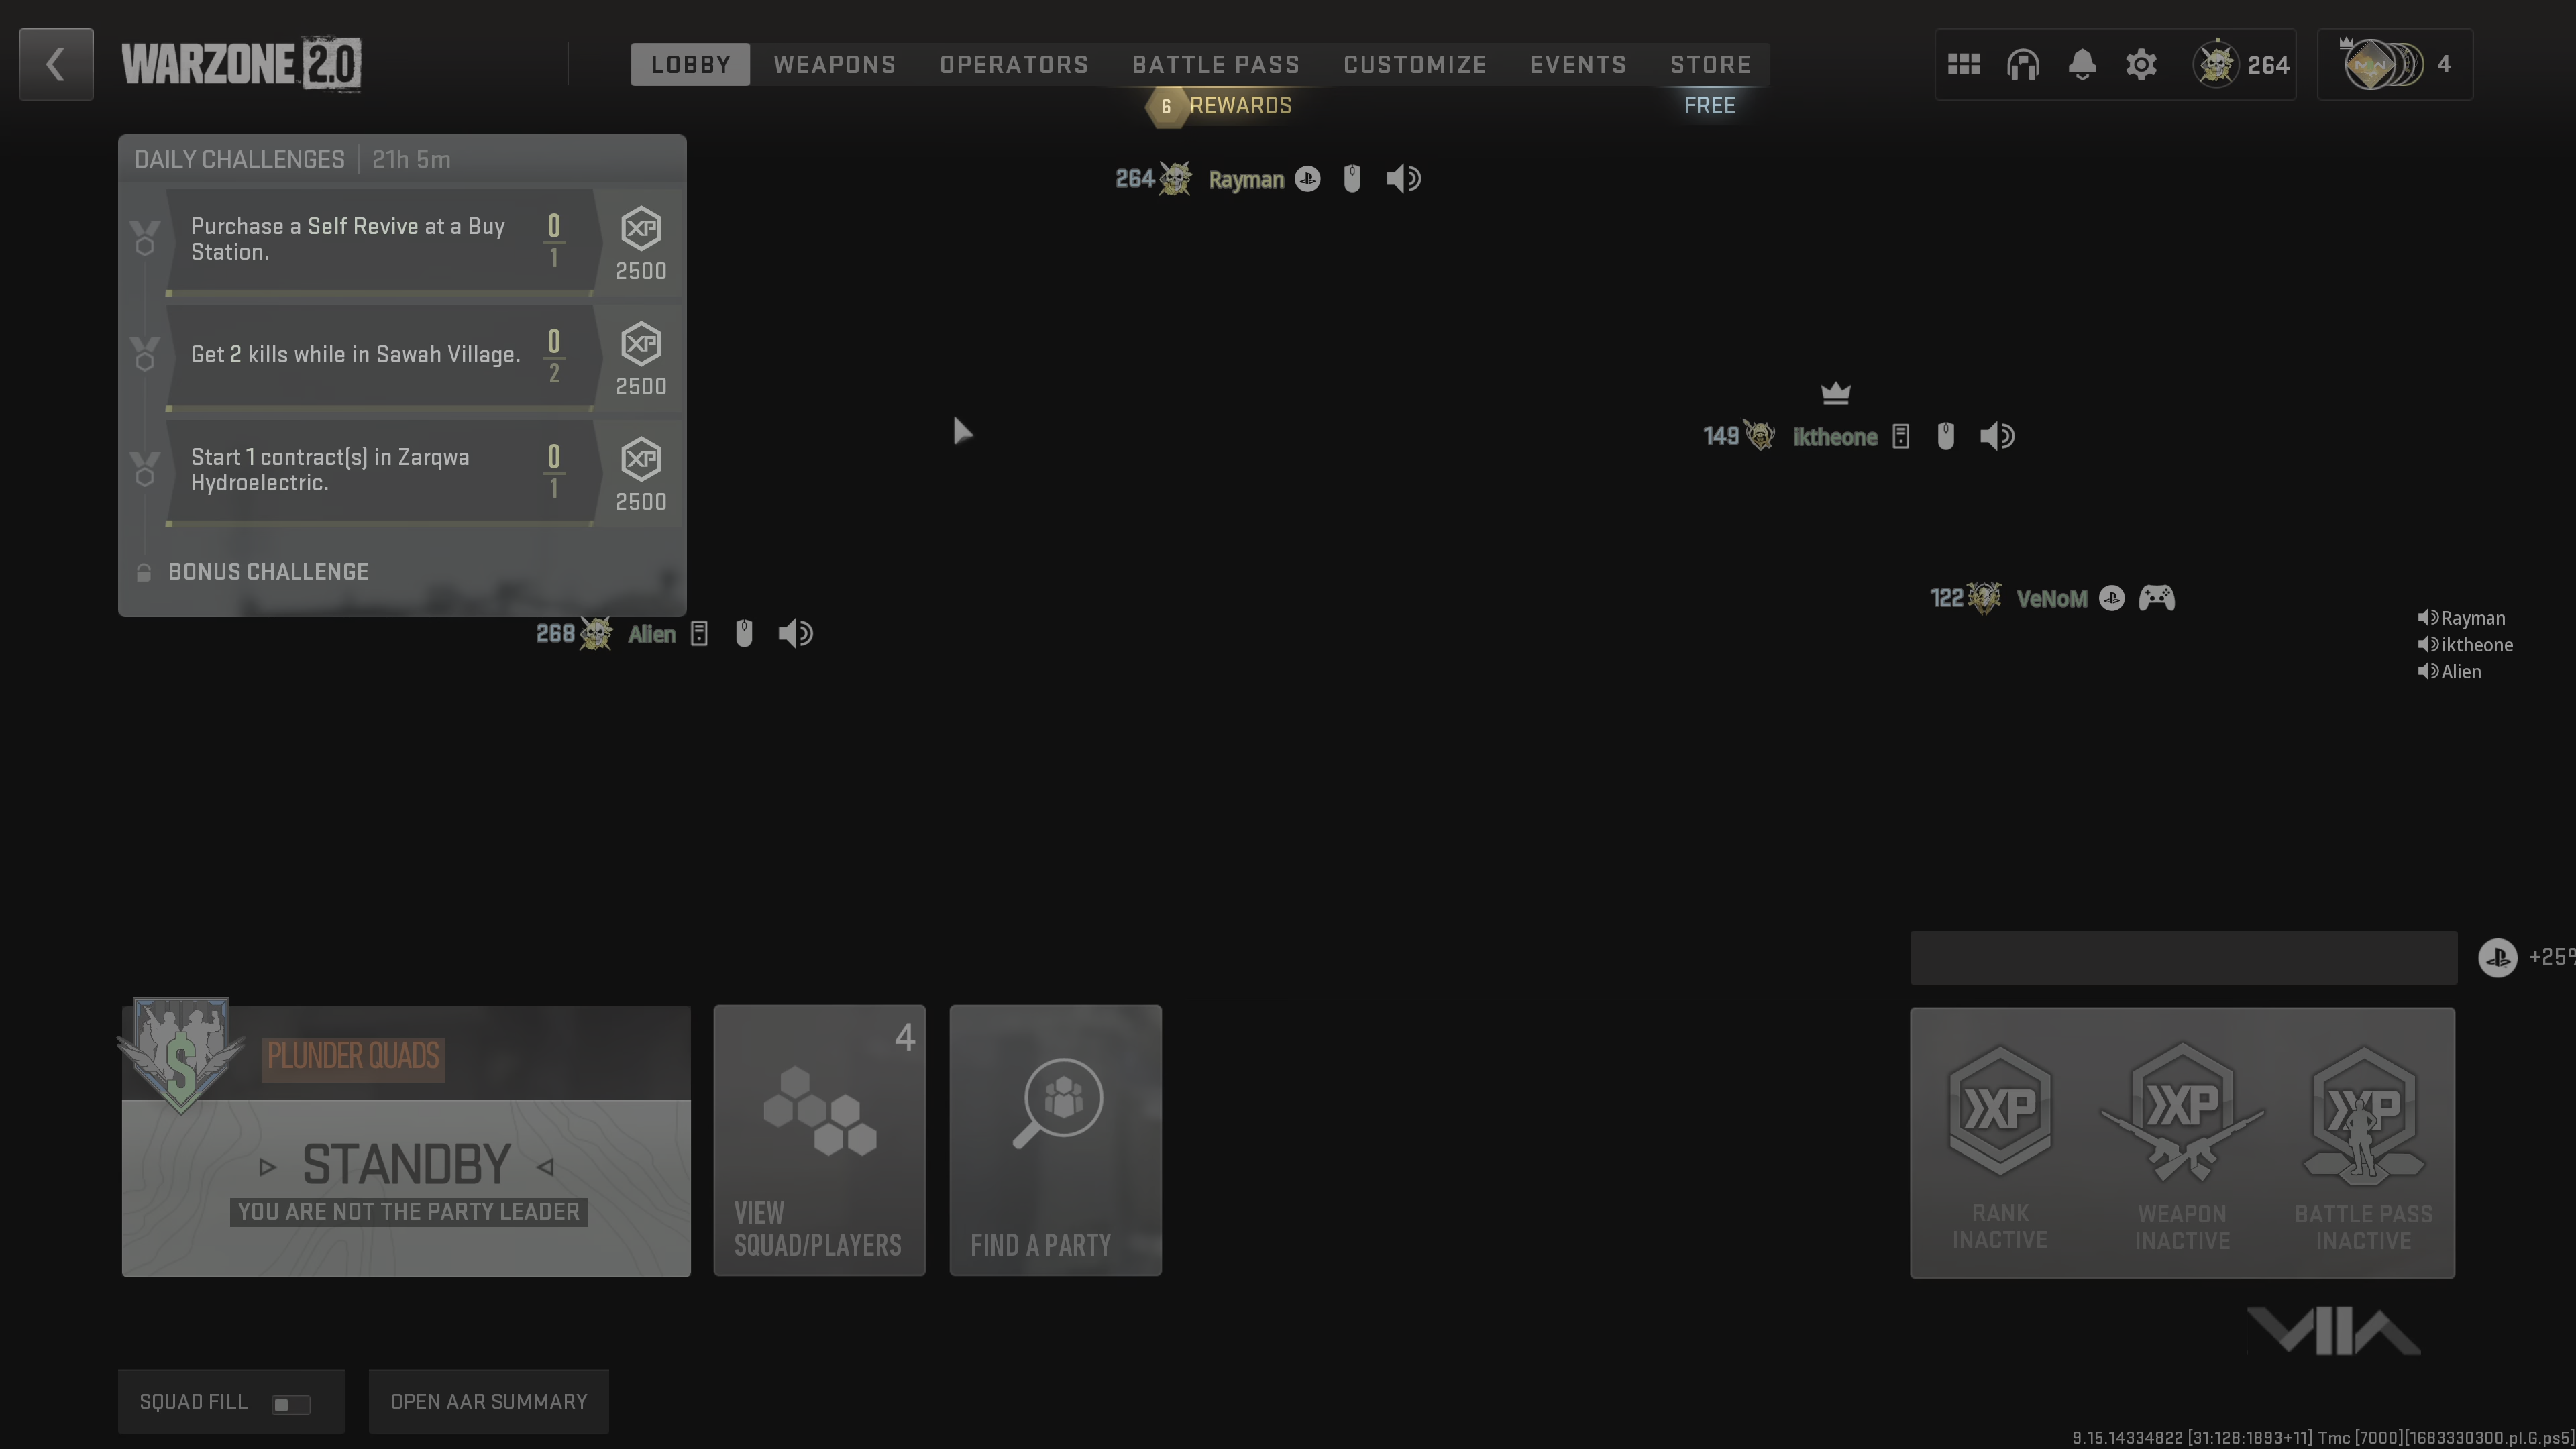 WARZONE 2.0
LOBBY WEAPONS OPERATORS BATTLE PASS CUSTOMIZE EVENTS STORE
264
4
6 REWARDS
FREE
DAILY CHALLENGES 21h 5m
Purchase a Self Revive at a Buy
Station.
0
1
XP
2500
Get 2 kills while in Sawah Village.
0
2
XP
2500
Start 1 contract(s) in Zarqwa
Hydroelectric.
0
1
XP
2500
BONUS CHALLENGE
264 Rayman
149 iktheone
122 VeNoM
268 Alien
Rayman
iktheone
Alien
+25%
PLUNDER QUADS
STANDBY
YOU ARE NOT THE PARTY LEADER
4
VIEW
SQUAD/PLAYERS
FIND A PARTY
XP
RANK
INACTIVE
XP
WEAPON
INACTIVE
XP
BATTLE PASS
INACTIVE
SQUAD FILL
OPEN AAR SUMMARY
9.15.14334822 [31:128:1893+11] Tmc [7000][1683330300.pl.G.ps5]